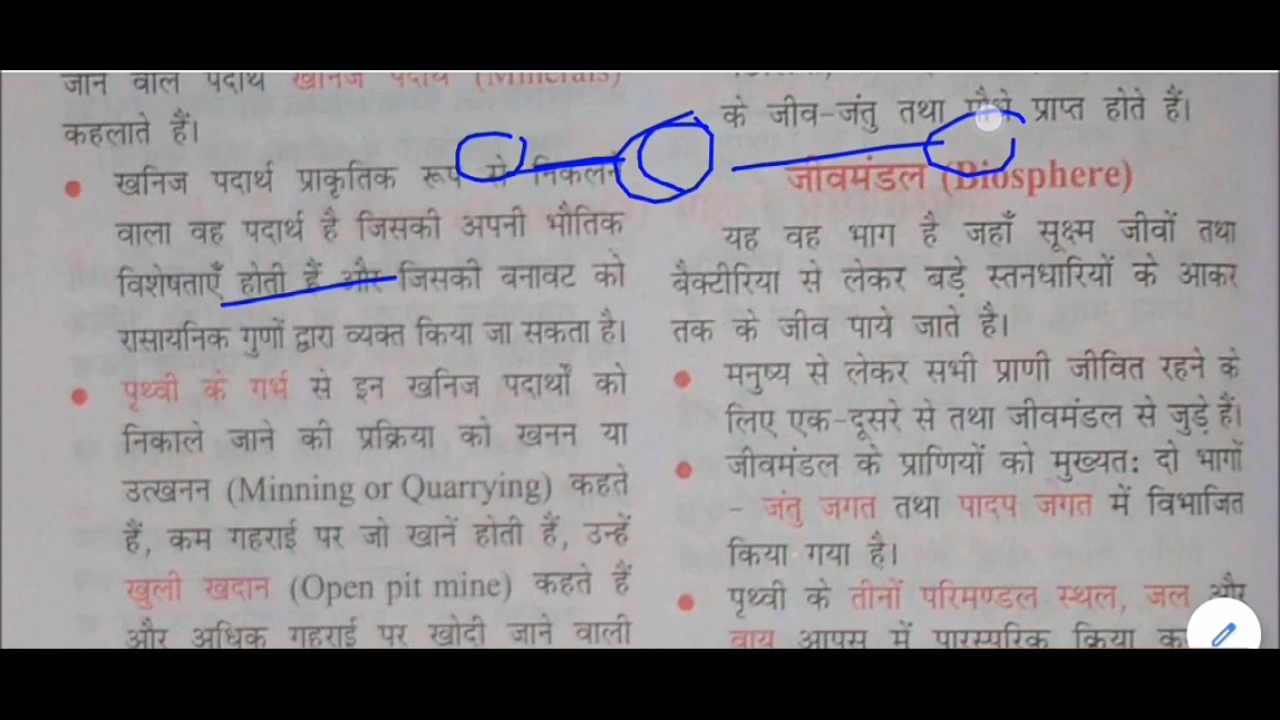 जाने वाले पदार्थ खनिज पदार्थ (Minerals)
कहलाते हैं।
• खनिज पदार्थ प्राकृतिक रूप से निकलने
वाला वह पदार्थ है जिसकी अपनी भौतिक
विशेषताएँ होती हैं और जिसकी बनावट को
रासायनिक गुणों द्वारा व्यक्त किया जा सकता है।
• पृथ्वी के गर्भ से इन खनिज पदार्थों को
निकाले जाने की प्रक्रिया को खनन या
उत्खनन (Minning or Quarrying) कहते
हैं, कम गहराई पर जो खानें होती हैं, उन्हें
खुली खदान (Open pit mine) कहते हैं
और अधिक गहराई पर खोदी जाने वाली
के जीव-जंतु तथा पौधे प्राप्त होते हैं।
जीवमंडल (Biosphere)
यह वह भाग है जहाँ सूक्ष्म जीवों तथा
बैक्टीरिया से लेकर बड़े स्तनधारियों के आकर
तक के जीव पाये जाते है।
• मनुष्य से लेकर सभी प्राणी जीवित रहने के
लिए एक-दूसरे से तथा जीवमंडल से जुड़े हैं।
• जीवमंडल के प्राणियों को मुख्यतः दो भागों
- जंतु जगत तथा पादप जगत में विभाजित
किया गया है।
• पृथ्वी के तीनों परिमण्डल स्थल, जल और
वायु आपस में पारस्परिक क्रिया